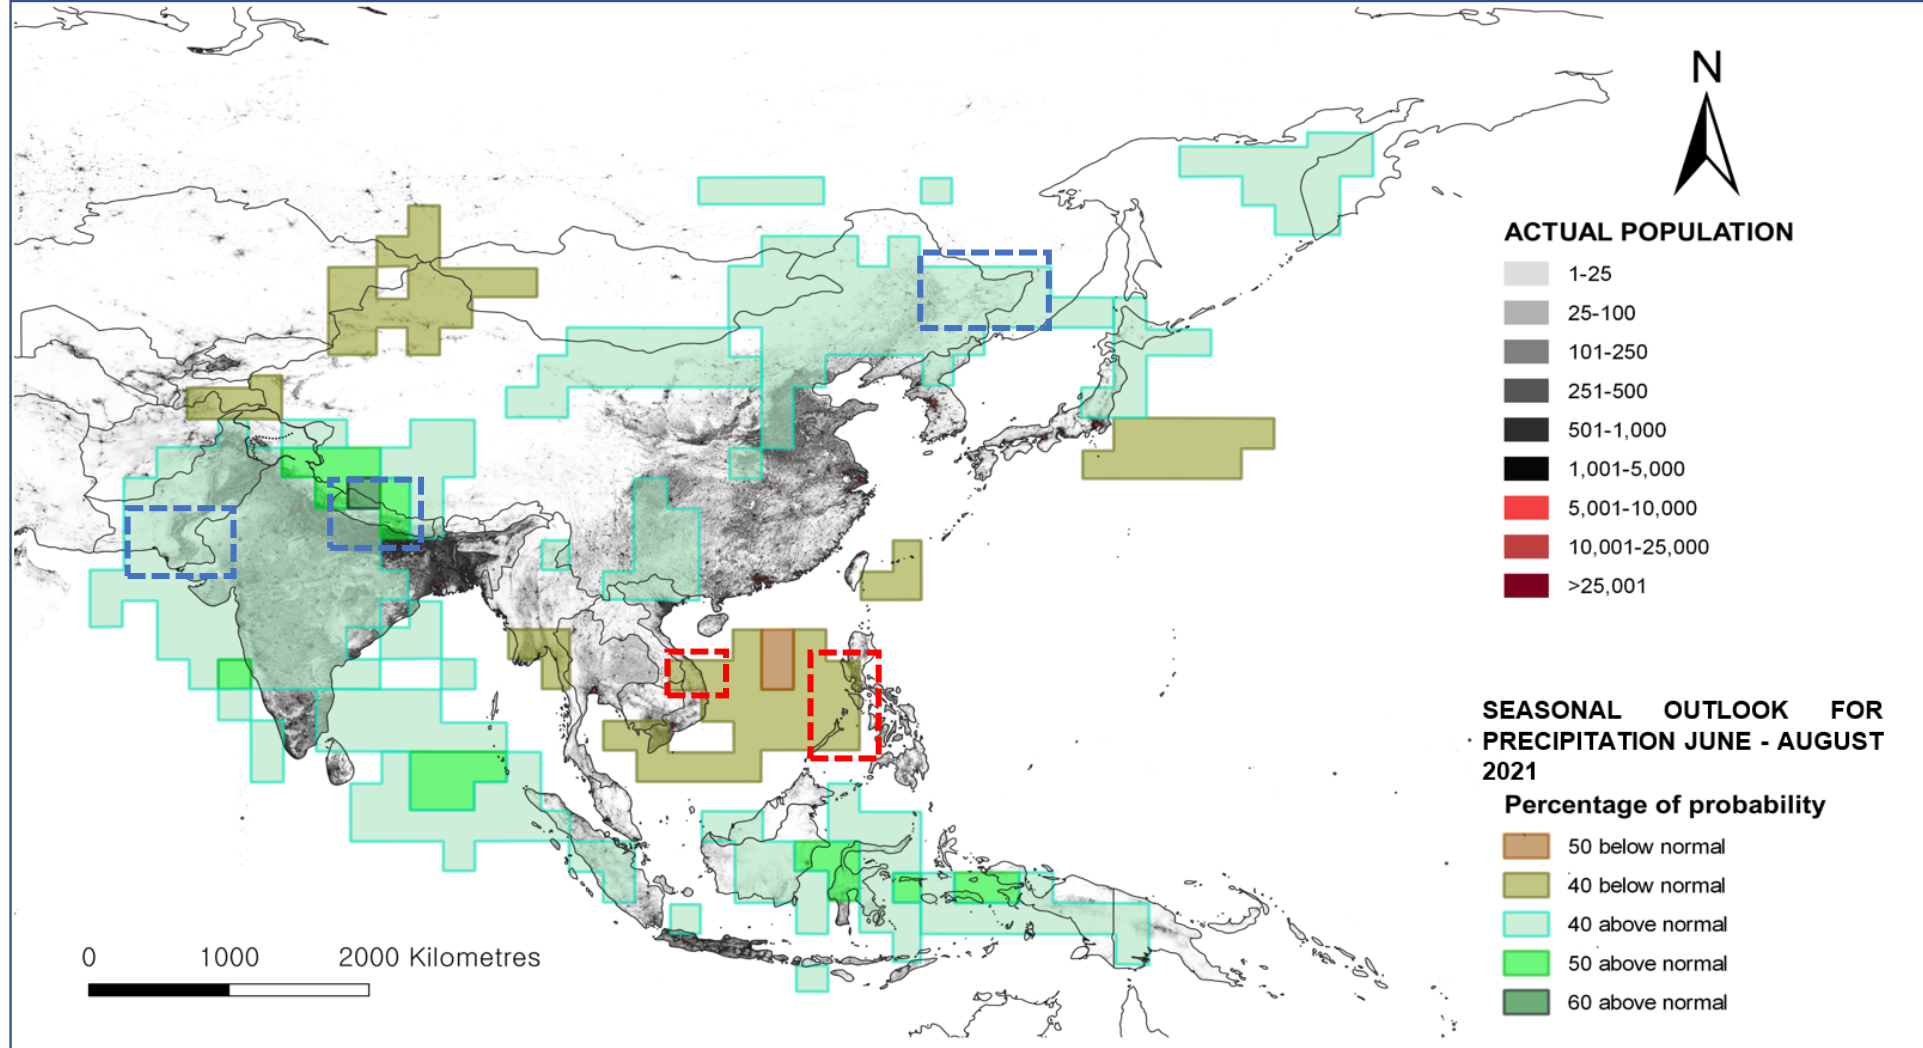 N
ACTUAL POPULATION
1-25
25-100
101-250
251-500
501-1,000
1,001-5,000
5,001-10,000
10,001-25,000
>25,001
SEASONAL OUTLOOK FOR
PRECIPITATION JUNE - AUGUST
2021
Percentage of probability
50 below normal
40 below normal
40 above normal
50 above normal
60 above normal
0 1000 2000 Kilometres